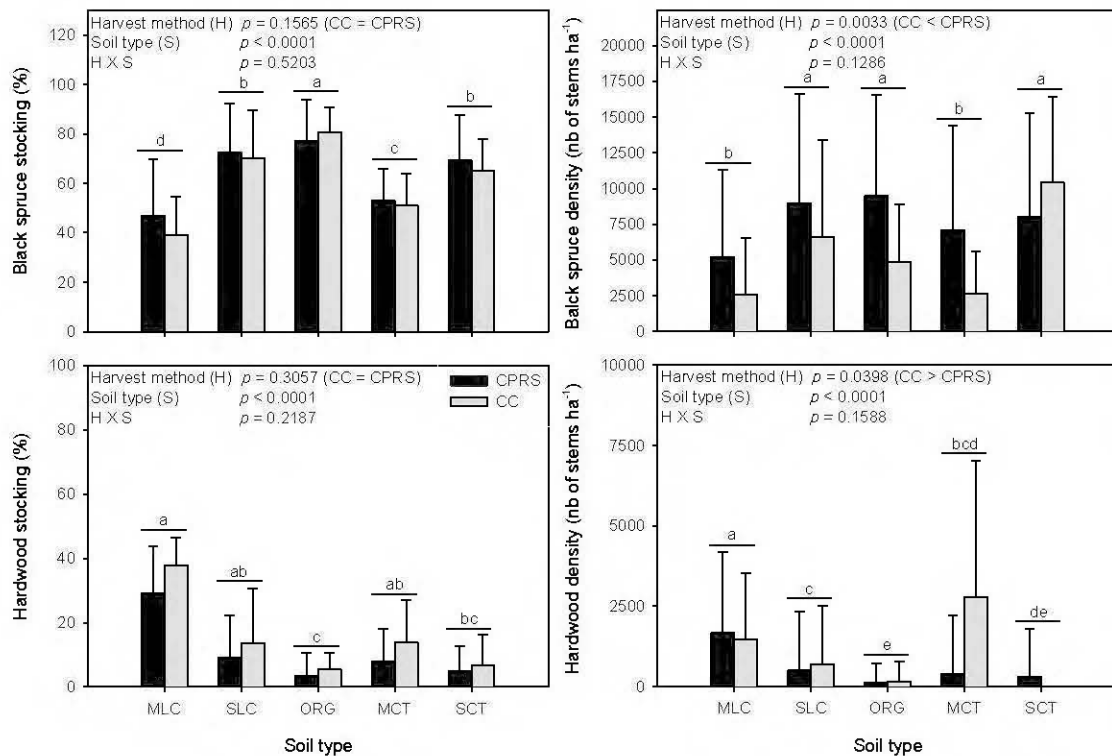 Harvest method (H) p = 0.1565 (CC = CPRS)
Soil type (S) p < 0.0001
H X S p = 0.5203
120
100
80
60
40
20
0
Black spruce stocking (%)
d
b
a
c
b
Harvest method (H) p = 0.0033 (CC < CPRS)
Soil type (S) p < 0.0001
H X S p = 0.1286
20000
17500
15000
12500
10000
7500
5000
2500
0
Balck spruce density (nb of stems ha-1)
b
a
a
b
a
Harvest method (H) p = 0.3057 (CC = CPRS)
Soil type (S) p < 0.0001
H X S p = 0.2187
CPRS
CC
100
80
60
40
20
0
Hardwood stocking (%)
a
ab
c
ab
bc
MLC SLC ORG MCT SCT
Soil type
Harvest method (H) p = 0.0398 (CC > CPRS)
Soil type (S) p < 0.0001
H X S p = 0.1588
10000
7500
5000
2500
0
Hardwood density (nb of stems ha-1)
a
c
e
bcd
de
MLC SLC ORG MCT SCT
Soil type